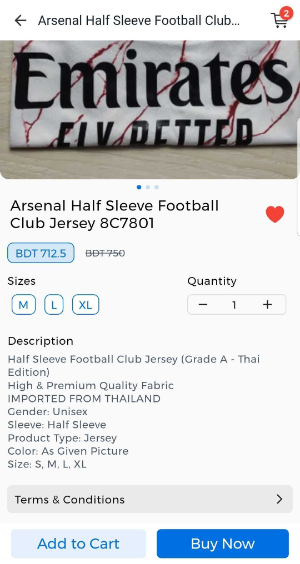 Arsenal Half Sleeve Football Club...
2
Emirates
FLY BETTER
Arsenal Half Sleeve Football
Club Jersey 8C7801
BDT 712.5 BDT 750
Sizes Quantity
M L XL - 1 +
Description
Half Sleeve Football Club Jersey (Grade A - Thai
Edition)
High & Premium Quality Fabric
IMPORTED FROM THAILAND
Gender: Unisex
Sleeve: Half Sleeve
Product Type: Jersey
Color: As Given Picture
Size: S, M, L, XL
Terms & Conditions
Add to Cart Buy Now